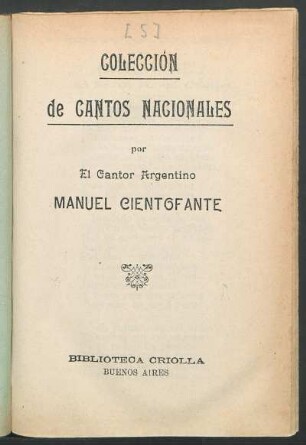 [5]
COLECCIÓN
de CANTOS NACIONALES
por
El Cantor Argentino
MANUEL CIENTOFANTE
BIBLIOTECA CRIOLLA
BUENOS AIRES